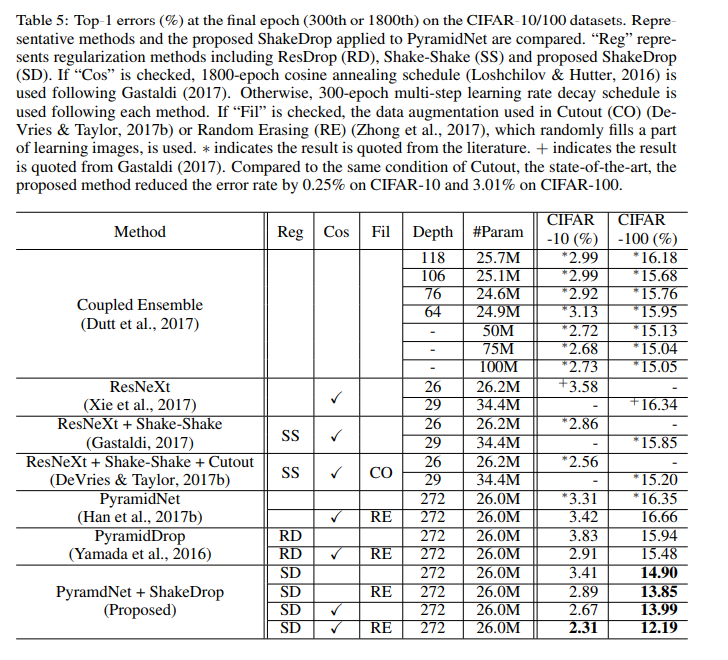 Table 5: Top-1 errors (%) at the final epoch (300th or 1800th) on the CIFAR-10/100 datasets. Repre-
sentative methods and the proposed ShakeDrop applied to PyramidNet are compared. “Reg” repre-
sents regularization methods including ResDrop (RD), Shake-Shake (SS) and proposed ShakeDrop
(SD). If “Cos” is checked, 1800-epoch cosine annealing schedule (Loshchilov & Hutter, 2016) is
used following Gastaldi (2017). Otherwise, 300-epoch multi-step learning rate decay schedule is
used following each method. If “Fil” is checked, the data augmentation used in Cutout (CO) (De-
Vries & Taylor, 2017b) or Random Erasing (RE) (Zhong et al., 2017), which randomly fills a part
of learning images, is used. * indicates the result is quoted from the literature. + indicates the result
is quoted from Gastaldi (2017). Compared to the same condition of Cutout, the state-of-the-art, the
proposed method reduced the error rate by 0.25% on CIFAR-10 and 3.01% on CIFAR-100.
Method Reg Cos Fil Depth #Param CIFAR -10 (%) CIFAR -100 (%)
Coupled Ensemble
(Dutt et al., 2017)
118 25.7M *2.99 *16.18
106 25.1M *2.99 *15.68
76 24.6M *2.92 *15.76
64 24.9M *3.13 *15.95
- 50M *2.72 *15.13
- 75M *2.68 *15.04
- 100M *2.73 *15.05
ResNeXt
(Xie et al., 2017)
✓
26 26.2M +3.58 -
29 34.4M - +16.34
ResNeXt + Shake-Shake
(Gastaldi, 2017)
SS ✓
26 26.2M *2.86 -
29 34.4M - *15.85
ResNeXt + Shake-Shake + Cutout
(DeVries & Taylor, 2017b)
SS ✓ CO
26 26.2M *2.56 -
29 34.4M - *15.20
PyramidNet
(Han et al., 2017b)
272 26.0M *3.31 *16.35
✓ RE 272 26.0M 3.42 16.66
PyramidDrop
(Yamada et al., 2016)
RD 272 26.0M 3.83 15.94
RD ✓ RE 272 26.0M 2.91 15.48
PyramdNet + ShakeDrop
(Proposed)
SD 272 26.0M 3.41 14.90
SD RE 272 26.0M 2.89 13.85
SD ✓ 272 26.0M 2.67 13.99
SD ✓ RE 272 26.0M 2.31 12.19